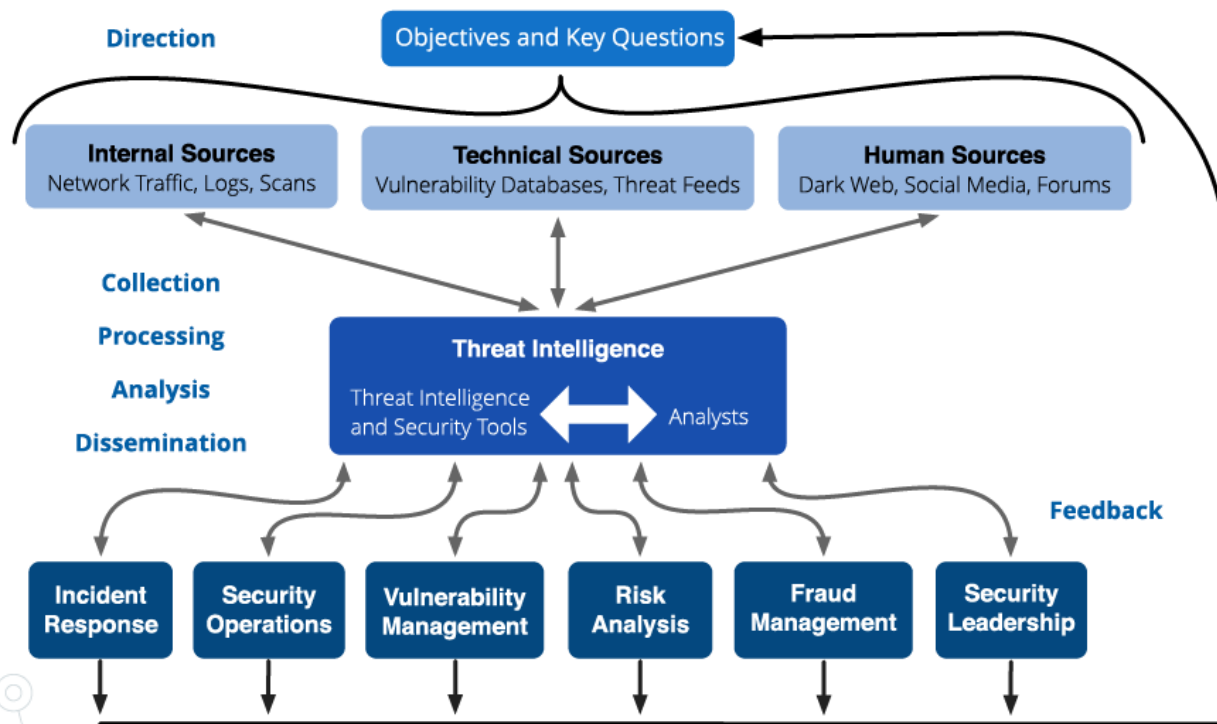 Direction
Objectives and Key Questions
Internal Sources
Network Traffic, Logs, Scans
Technical Sources
Vulnerability Databases, Threat Feeds
Human Sources
Dark Web, Social Media, Forums
Collection
Processing
Analysis
Dissemination
Threat Intelligence
Threat Intelligence
and Security Tools
Analysts
Feedback
Incident
Response
Security
Operations
Vulnerability
Management
Risk
Analysis
Fraud
Management
Security
Leadership